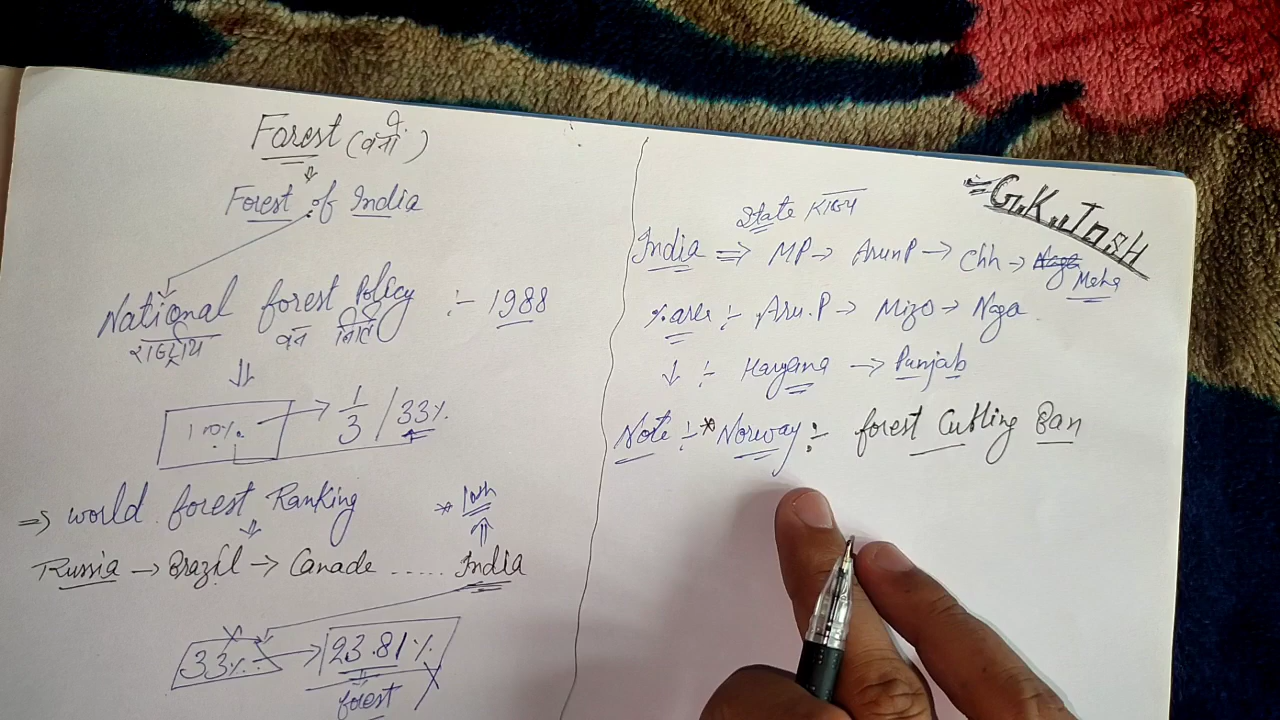 Forest (वनों)
Forest of India
National forest Policy :- 1988
राष्ट्रीय वन नीति
100% → 1/3 / 33%
⇒ World forest Ranking
* 10th
Russia → Brazil → Canade ..... India
33% → 23.81%
forest
G.K. Tosh
State राज्य
India ⇒ MP → ArunP → Chh → Maha
% area :- Aru.P → Mizo → Naga
↓ :- Haryana → Punjab
Note :- * Norway :- forest Cutting Ban